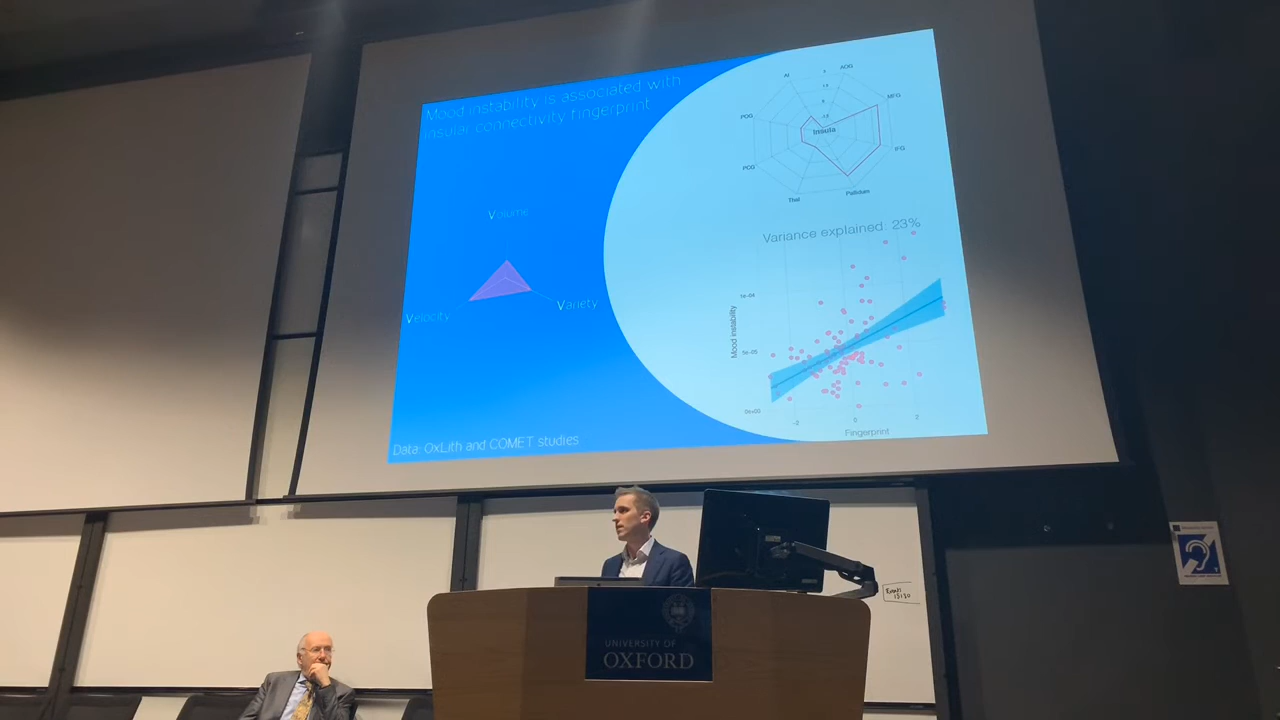 Mood instability is associated with
insular connectivity fingerprint
Volume
Velocity
Variety
Data: OxLith and COMET studies
AI
AOG
MFG
IFG
Pallidum
Thal
PCG
POG
Insula
Variance explained: 23%
Mood instability
1e-04
5e-05
0e+00
-2
0
2
Fingerprint
UNIVERSITY OF
OXFORD